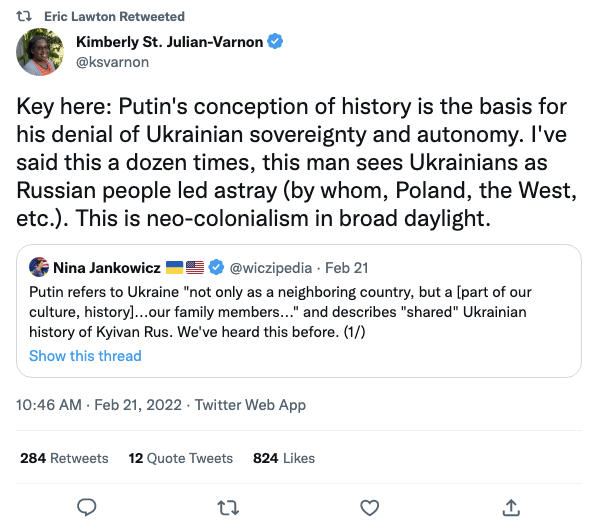 Eric Lawton Retweeted
Kimberly St. Julian-Varnon
@ksvarnon
Key here: Putin's conception of history is the basis for
his denial of Ukrainian sovereignty and autonomy. I've
said this a dozen times, this man sees Ukrainians as
Russian people led astray (by whom, Poland, the West,
etc.). This is neo-colonialism in broad daylight.
Nina Jankowicz 🇺🇦🇺🇸 @wiczipedia · Feb 21
Putin refers to Ukraine "not only as a neighboring country, but a [part of our
culture, history]...our family members..." and describes "shared" Ukrainian
history of Kyivan Rus. We've heard this before. (1/)
Show this thread
10:46 AM · Feb 21, 2022 · Twitter Web App
284 Retweets 12 Quote Tweets 824 Likes